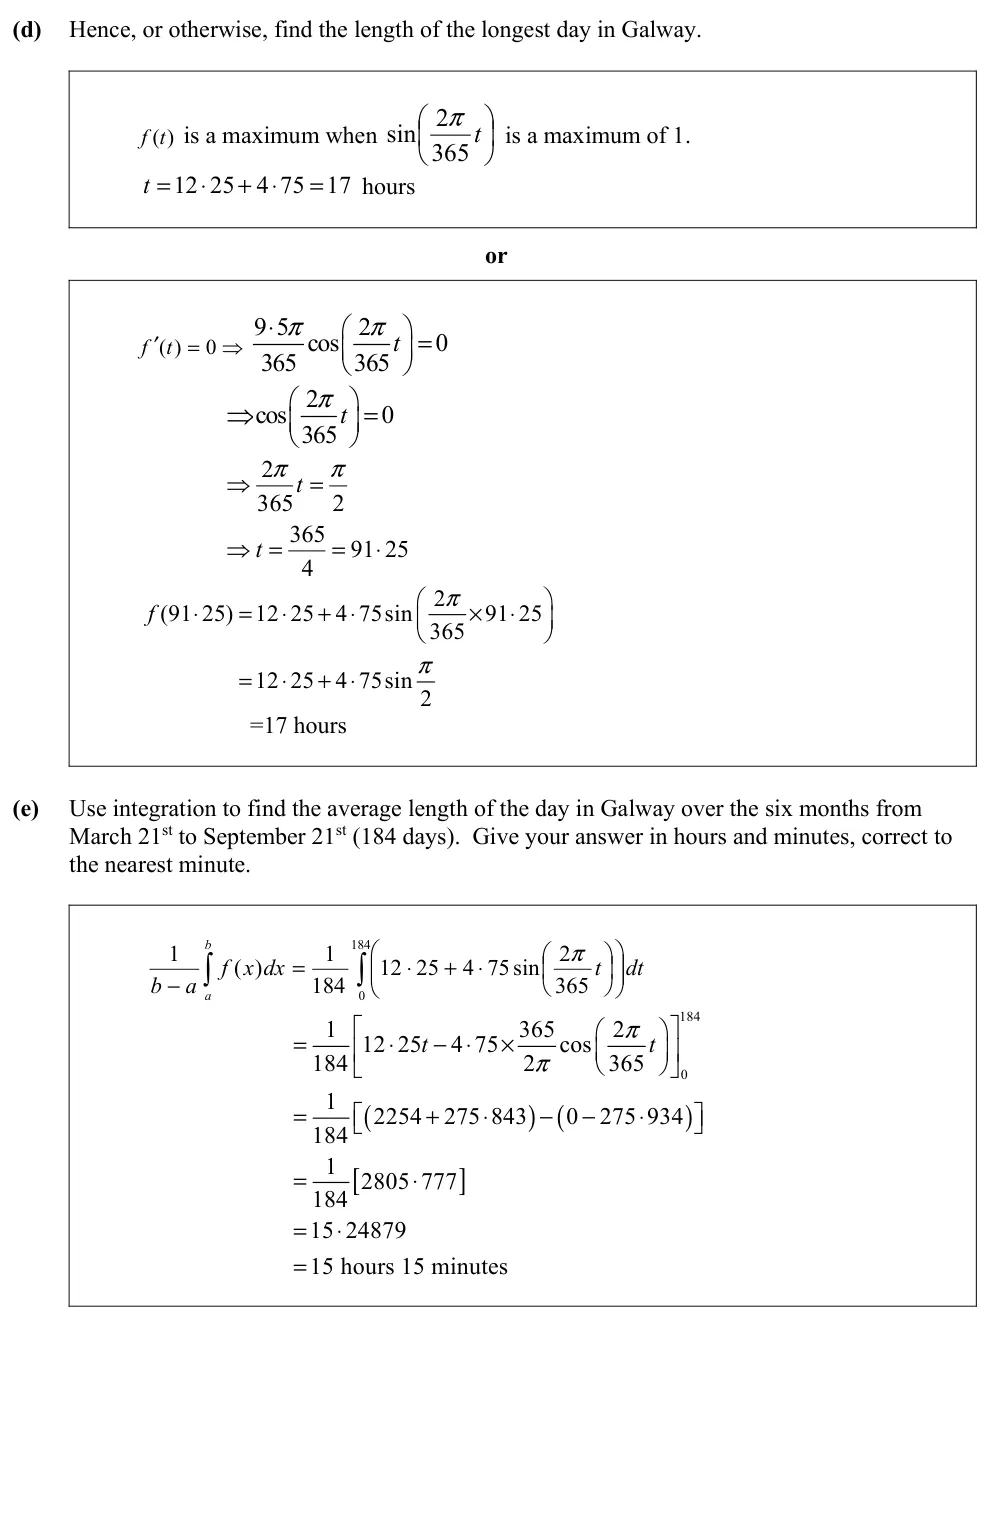 (d) Hence, or otherwise, find the length of the longest day in Galway.
f(t) is a maximum when sin(2π/365 t) is a maximum of 1.
t = 12·25 + 4·75 = 17 hours
or
f′(t) = 0 ⇒ 9·5π/365 cos(2π/365 t) = 0
⇒ cos(2π/365 t) = 0
⇒ 2π/365 t = π/2
⇒ t = 365/4 = 91·25
f(91·25) = 12·25 + 4·75 sin(2π/365 × 91·25)
= 12·25 + 4·75 sin π/2
=17 hours
(e) Use integration to find the average length of the day in Galway over the six months from
March 21st to September 21st (184 days). Give your answer in hours and minutes, correct to
the nearest minute.
1/(b − a) ∫ₐᵇ f(x)dx = 1/184 ∫₀¹⁸⁴ (12·25 + 4·75 sin(2π/365 t)) dt
= 1/184 [12·25t − 4·75 × 365/2π cos(2π/365 t)]₀¹⁸⁴
= 1/184 [(2254 + 275·843) − (0 − 275·934)]
= 1/184 [2805·777]
= 15·24879
= 15 hours 15 minutes